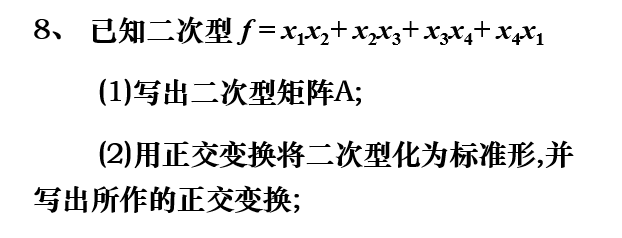 8、 已知二次型 f = x₁x₂ + x₂x₃ + x₃x₄ + x₄x₁
(1)写出二次型矩阵A;
(2)用正交变换将二次型化为标准形,并
写出所作的正交变换;